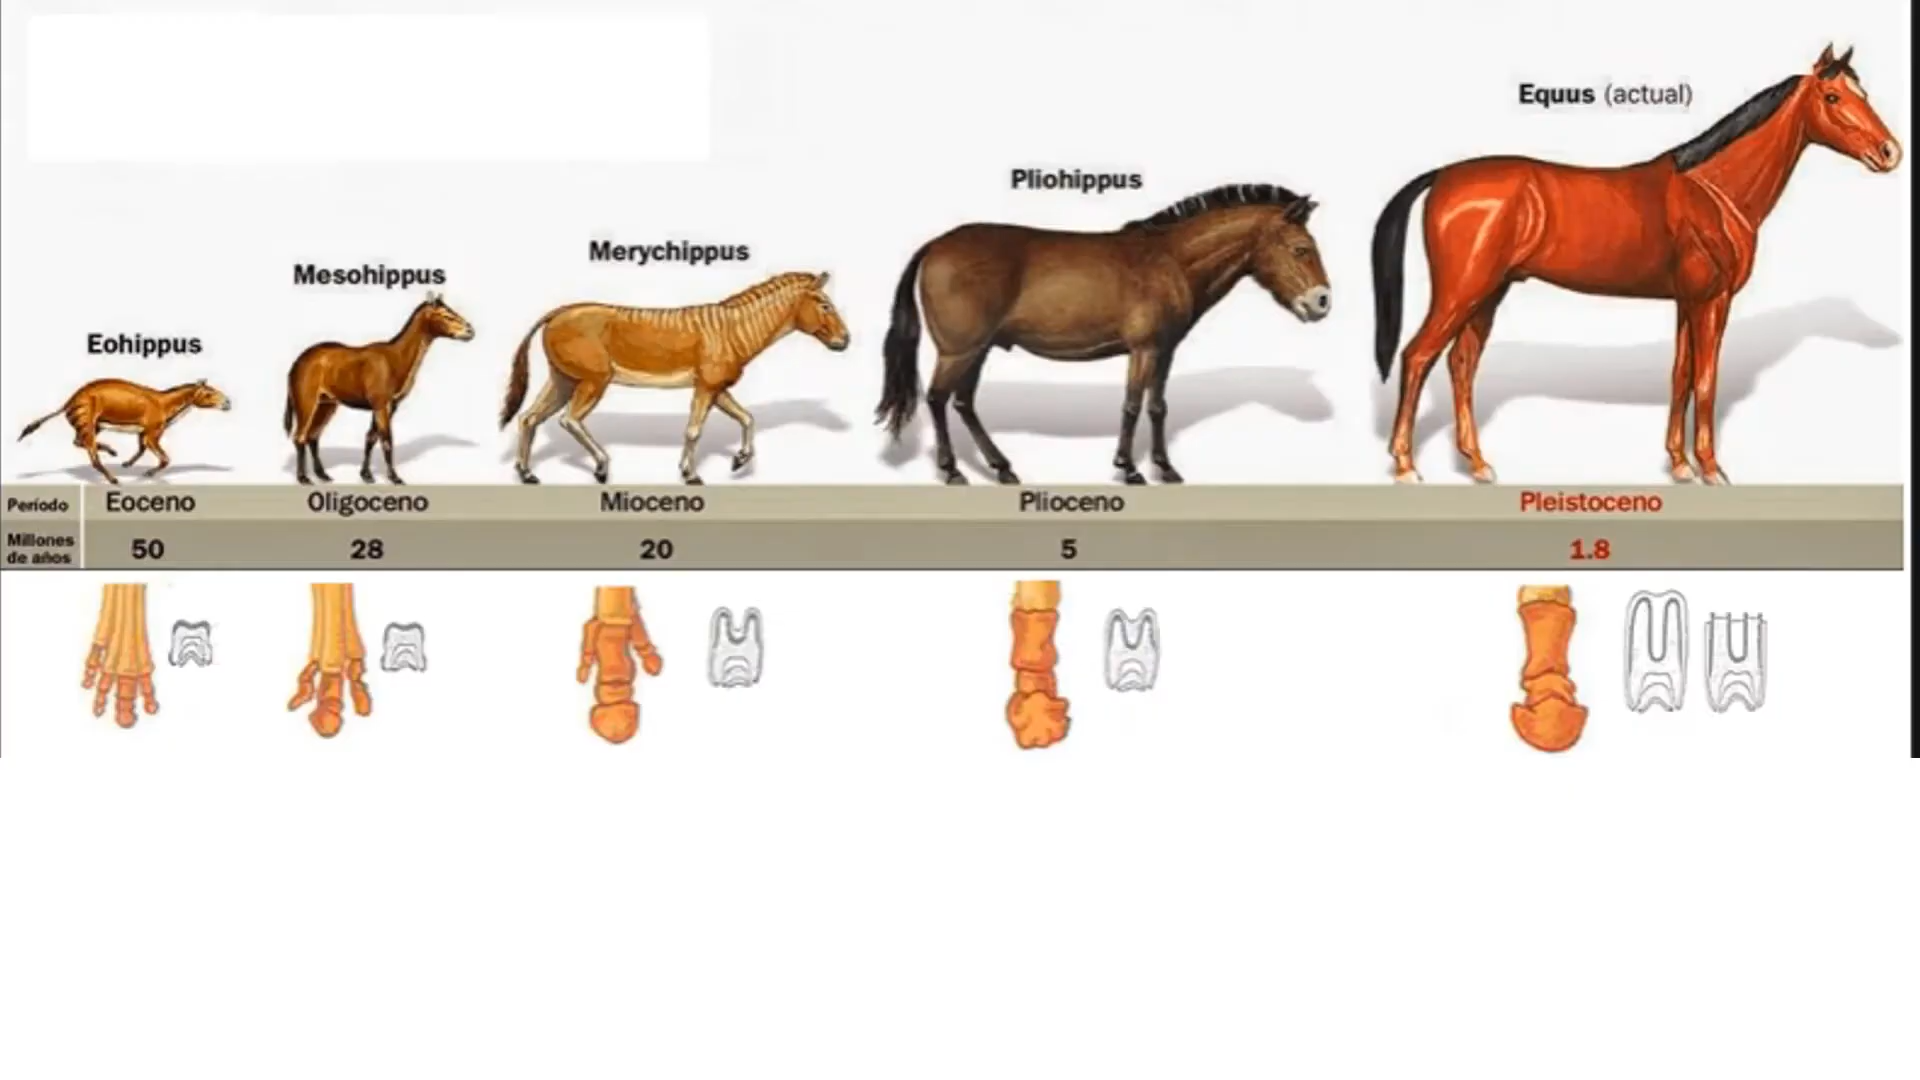 Equus (actual)
Pliohippus
Merychippus
Mesohippus
Eohippus
Período Eoceno Oligoceno Mioceno Plioceno Pleistoceno
Millones
de años 50 28 20 5 1.8